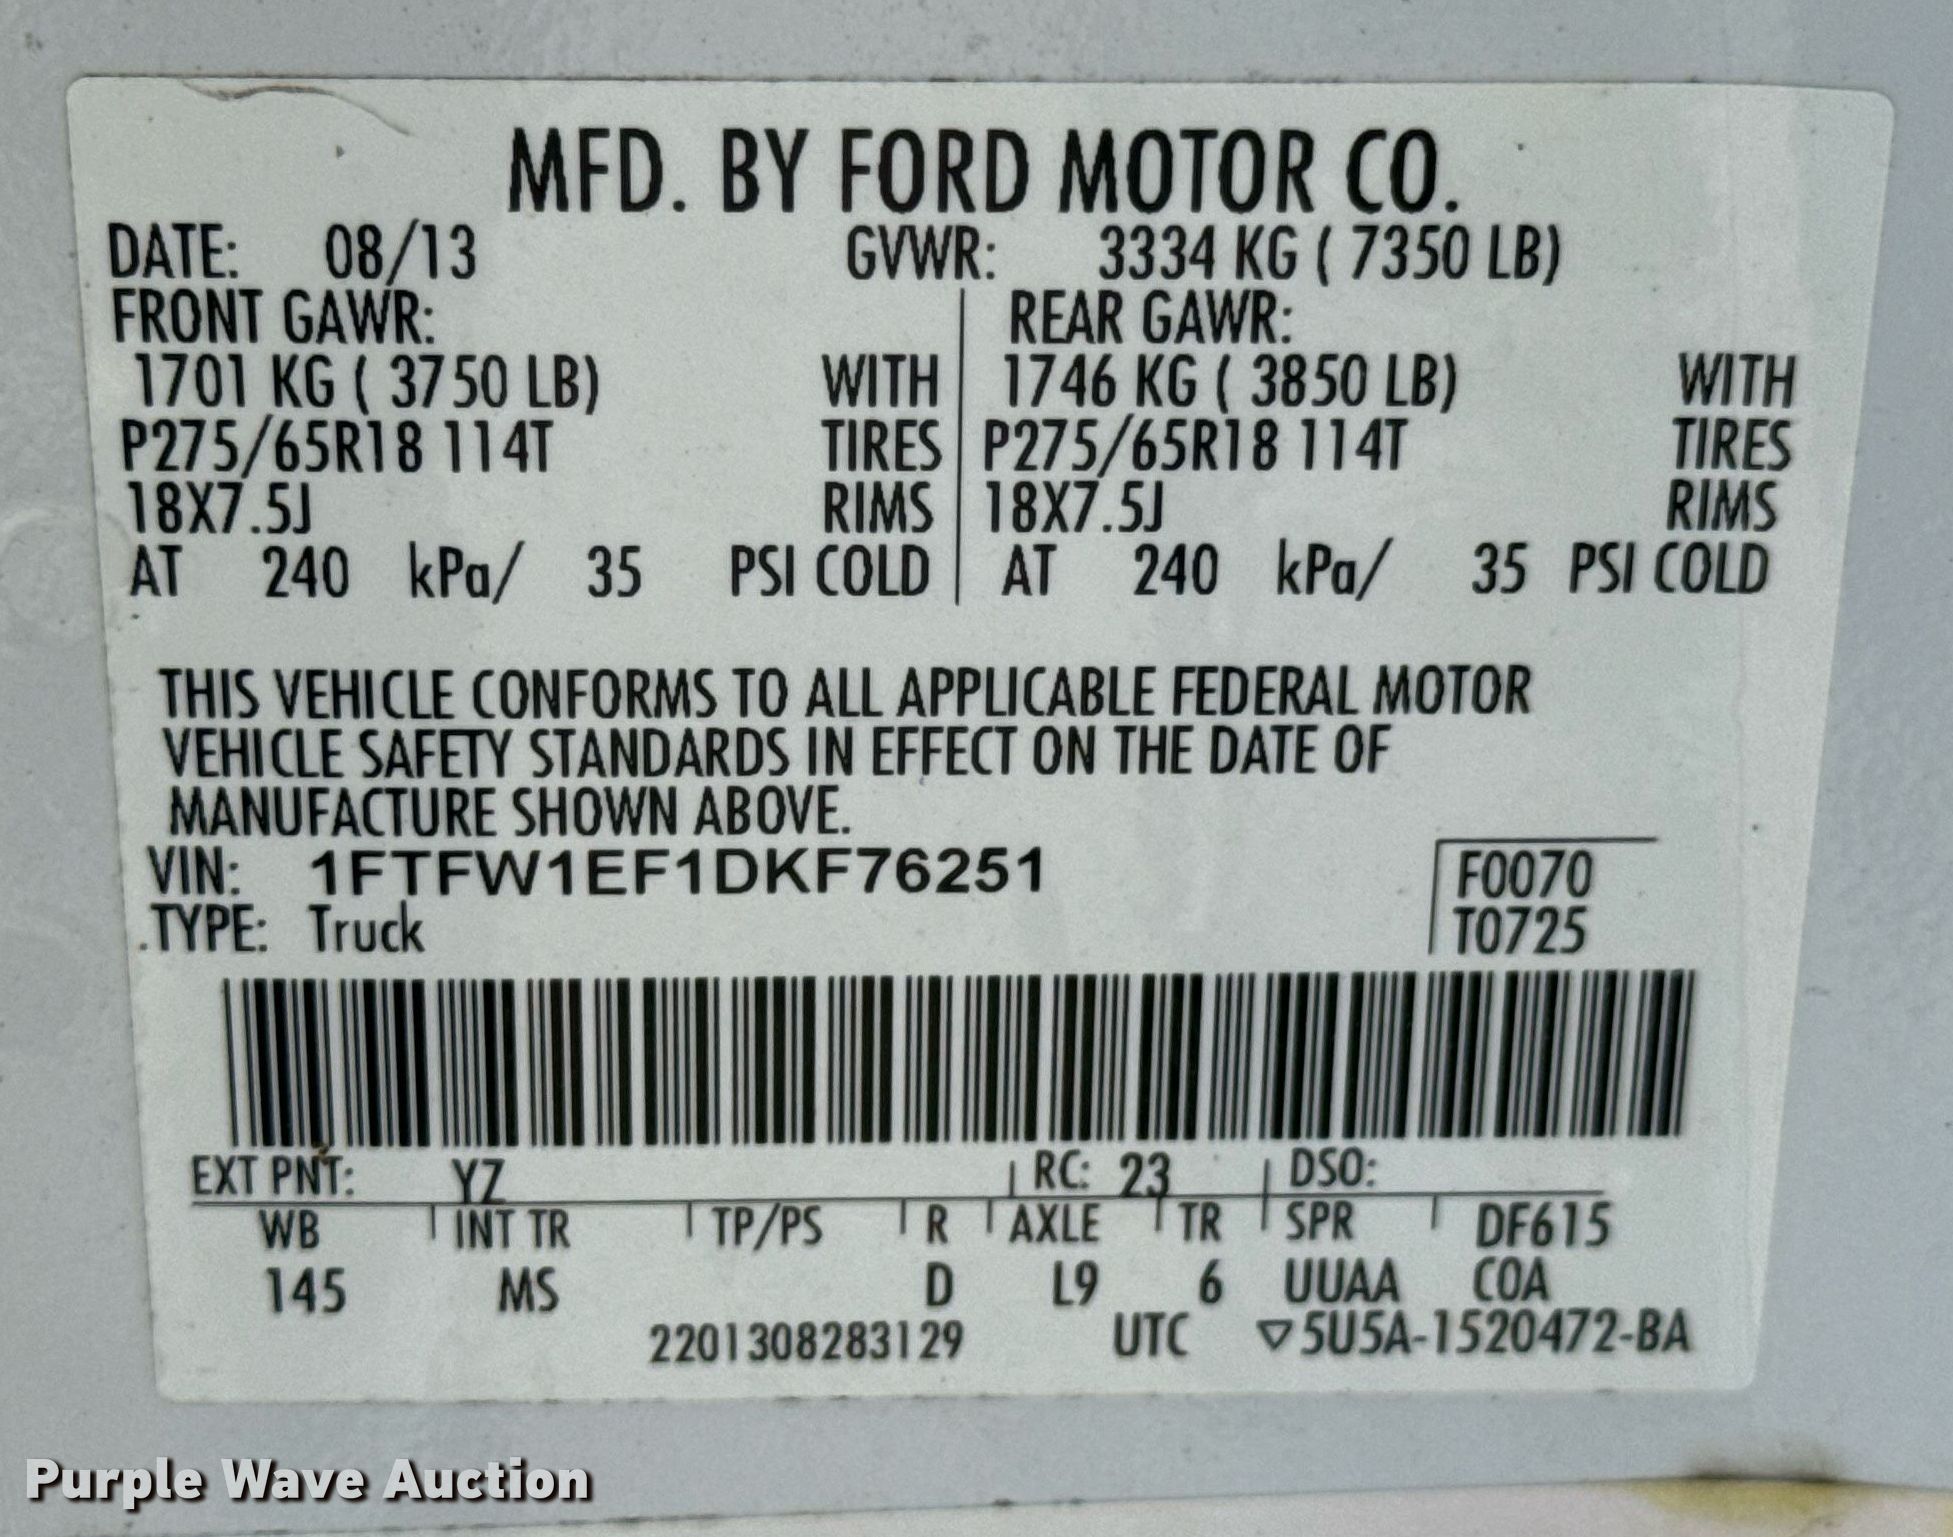 MFD. BY FORD MOTOR CO.
DATE: 08/13 GVWR: 3334 KG ( 7350 LB)
FRONT GAWR: REAR GAWR:
1701 KG ( 3750 LB) WITH 1746 KG ( 3850 LB) WITH
P275/65R18 114T TIRES P275/65R18 114T TIRES
18X7.5J RIMS 18X7.5J RIMS
AT 240 kPa/ 35 PSI COLD AT 240 kPa/ 35 PSI COLD
THIS VEHICLE CONFORMS TO ALL APPLICABLE FEDERAL MOTOR
VEHICLE SAFETY STANDARDS IN EFFECT ON THE DATE OF
MANUFACTURE SHOWN ABOVE.
VIN: 1FTFW1EF1DKF76251 F0070
TYPE: Truck T0725
EXT PNT: YZ RC: 23 DSO:
WB INT TR TP/PS R AXLE TR SPR DF615
145 MS D L9 6 UUAA COA
2201308283129 UTC ▽5U5A-1520472-BA
Purple Wave Auction